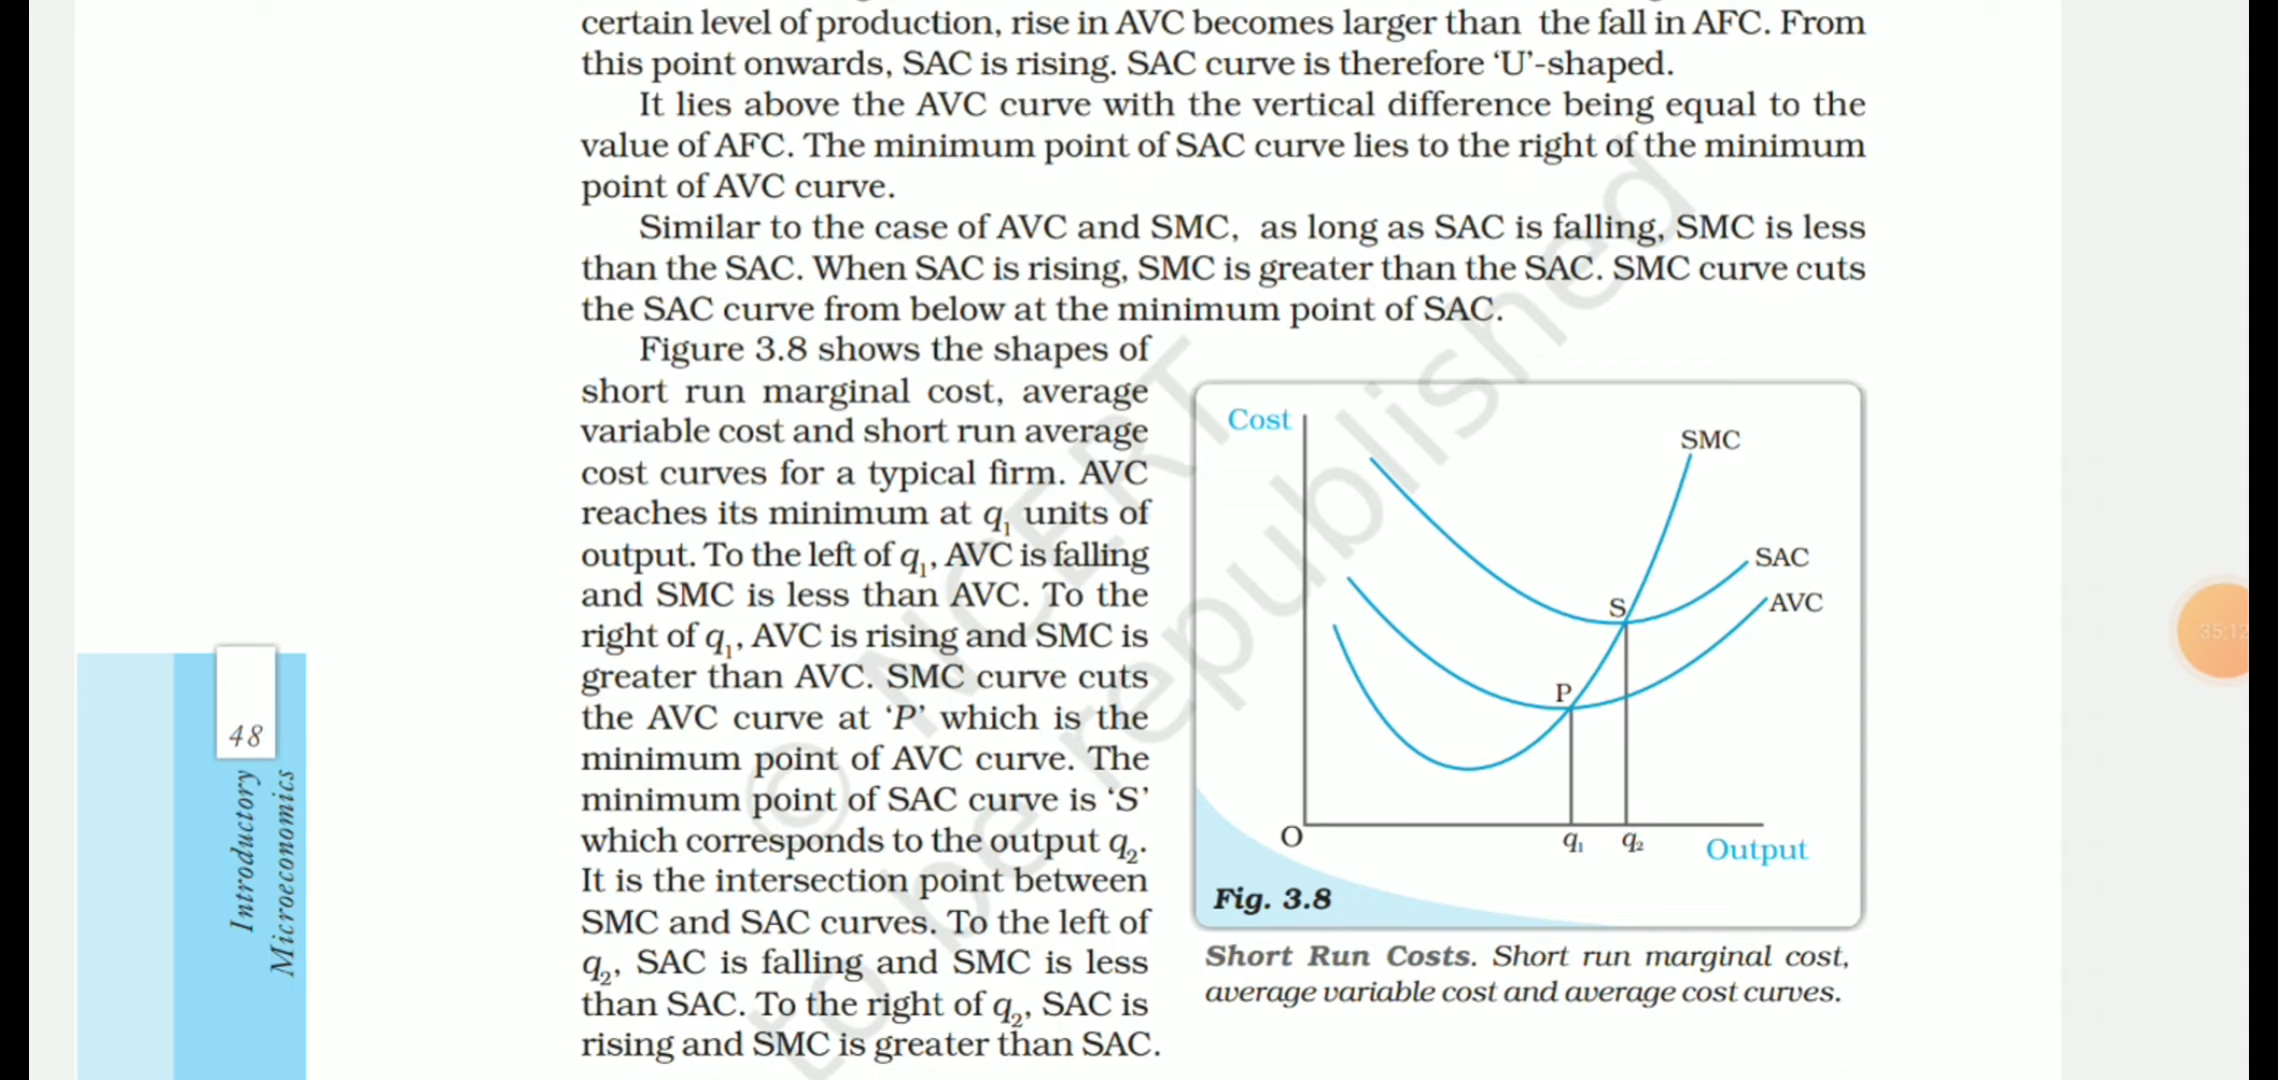 certain level of production, rise in AVC becomes larger than the fall in AFC. From
this point onwards, SAC is rising. SAC curve is therefore ‘U’-shaped.
It lies above the AVC curve with the vertical difference being equal to the
value of AFC. The minimum point of SAC curve lies to the right of the minimum
point of AVC curve.
Similar to the case of AVC and SMC, as long as SAC is falling, SMC is less
than the SAC. When SAC is rising, SMC is greater than the SAC. SMC curve cuts
the SAC curve from below at the minimum point of SAC.
Figure 3.8 shows the shapes of
short run marginal cost, average
variable cost and short run average
cost curves for a typical firm. AVC
reaches its minimum at q₁ units of
output. To the left of q₁, AVC is falling
and SMC is less than AVC. To the
right of q₁, AVC is rising and SMC is
greater than AVC. SMC curve cuts
the AVC curve at ‘P’ which is the
minimum point of AVC curve. The
minimum point of SAC curve is ‘S’
which corresponds to the output q₂.
It is the intersection point between
SMC and SAC curves. To the left of
q₂, SAC is falling and SMC is less
than SAC. To the right of q₂, SAC is
rising and SMC is greater than SAC.
Cost
SMC
SAC
AVC
S
P
O
q₁ q₂
Output
Fig. 3.8
Short Run Costs. Short run marginal cost,
average variable cost and average cost curves.
48
Introductory
Microeconomics
© NCERT
to be republished
35:12